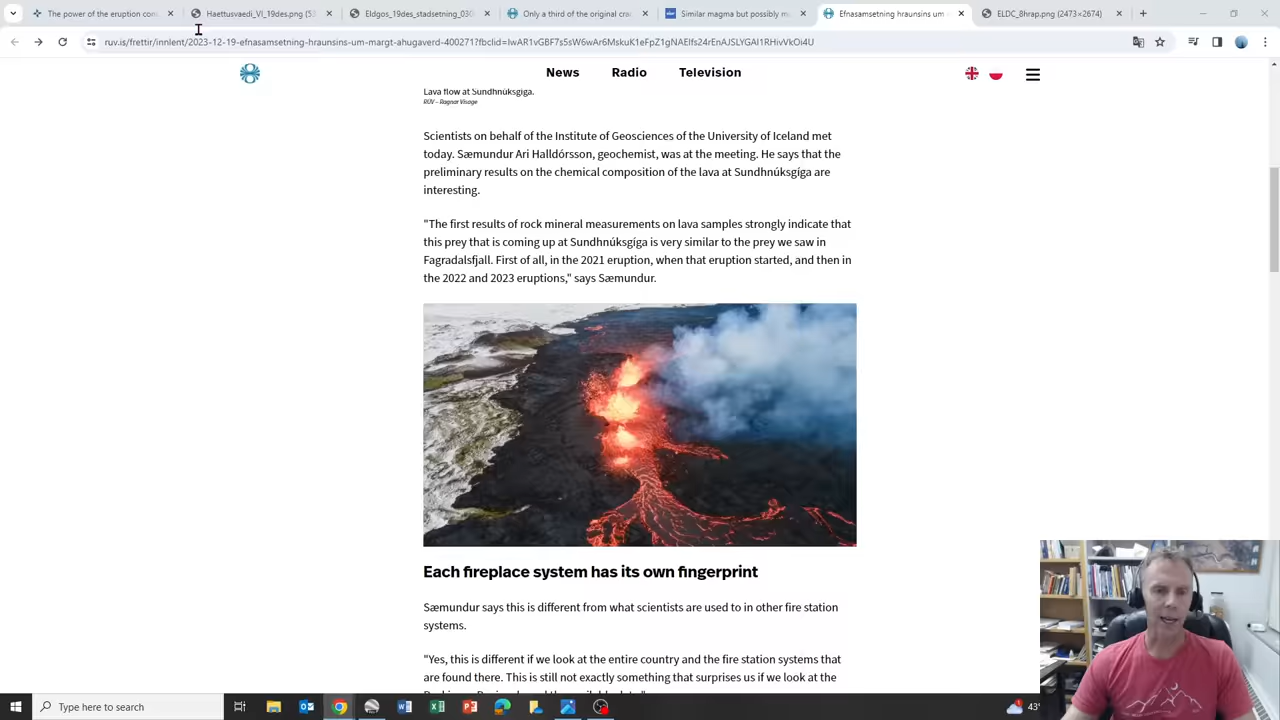 Power of the eruption con
Haettusvaedi_VI_19des.png (53
Eldgos_19des_stadsetning_030
Only a third of the original cra
Unrest and possibly m
Efnasamsetning hraunsins um
ELDC_8hrap.png (2473×2674)
ruv.is/frettir/innlent/2023-12-19-efnasamsetning-hraunsins-um-margt-ahugaverd-400271?fbclid=IwAR1vGBF7s5sW6wAr6MskuK1eFpZ1gNAElfs24rEnAJSLYGAl1RHivVkOi4U
News
Radio
Television
Lava flow at Sundhnúksgíga.
RÚV – Ragnar Visage
Scientists on behalf of the Institute of Geosciences of the University of Iceland met
today. Sæmundur Ari Halldórsson, geochemist, was at the meeting. He says that the
preliminary results on the chemical composition of the lava at Sundhnúksgíga are
interesting.
"The first results of rock mineral measurements on lava samples strongly indicate that
this prey that is coming up at Sundhnúksgíga is very similar to the prey we saw in
Fagradalsfjall. First of all, in the 2021 eruption, when that eruption started, and then in
the 2022 and 2023 eruptions," says Sæmundur.
Each fireplace system has its own fingerprint
Sæmundur says this is different from what scientists are used to in other fire station
systems.
"Yes, this is different if we look at the entire country and the fire station systems that
are found there. This is still not exactly something that surprises us if we look at the
Type here to search
43°